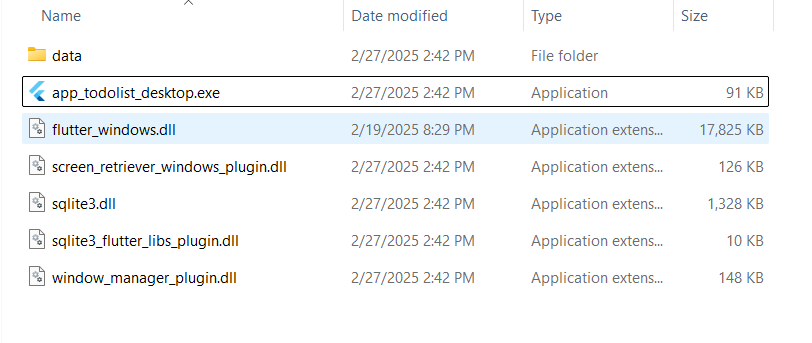 Name Date modified Type Size
data 2/27/2025 2:42 PM File folder
app_todolist_desktop.exe 2/27/2025 2:42 PM Application 91 KB
flutter_windows.dll 2/19/2025 8:29 PM Application extens... 17,825 KB
screen_retriever_windows_plugin.dll 2/27/2025 2:42 PM Application extens... 126 KB
sqlite3.dll 2/27/2025 2:42 PM Application extens... 1,328 KB
sqlite3_flutter_libs_plugin.dll 2/27/2025 2:42 PM Application extens... 10 KB
window_manager_plugin.dll 2/27/2025 2:42 PM Application extens... 148 KB